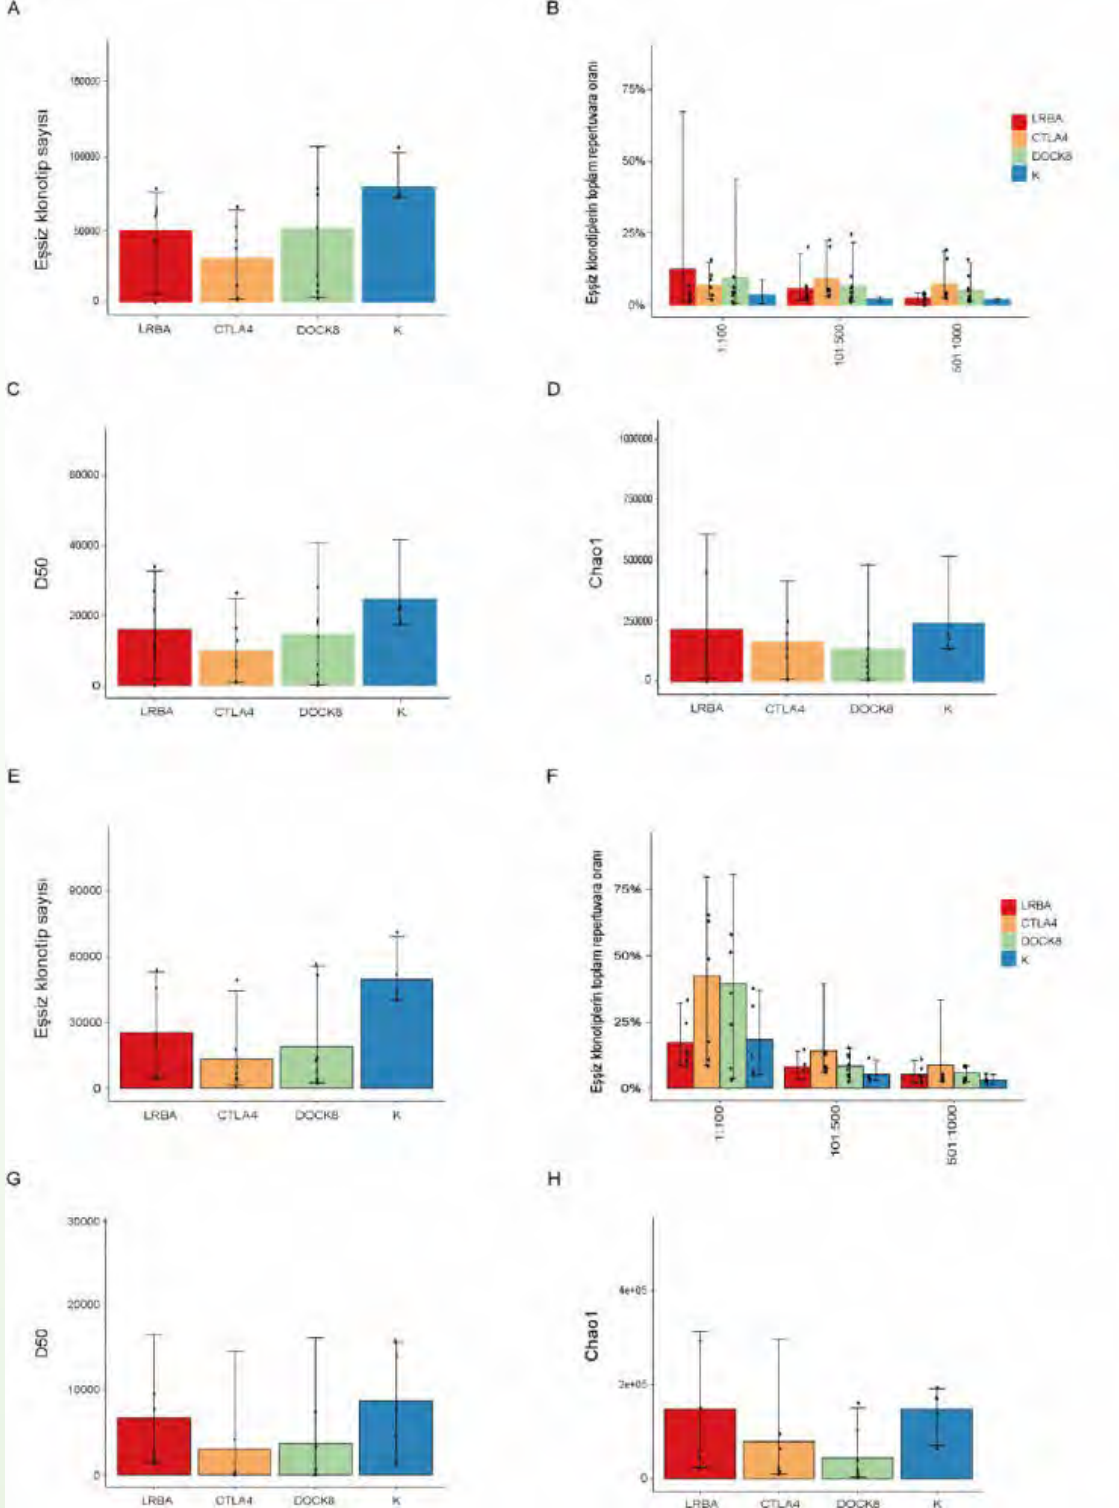 A
Eşsiz klonotip sayısı
150000
100000
50000
0
LRBA CTLA4 DOCK8 K
B
Eşsiz klonotiplerin toplam repertuvara oranı
75%
50%
25%
0%
1:100 101:500 501:1000
LRBA
CTLA4
DOCK8
K
C
D50
60000
40000
20000
0
LRBA CTLA4 DOCK8 K
D
Chao1
1000000
750000
500000
250000
0
LRBA CTLA4 DOCK8 K
E
Eşsiz klonotip sayısı
90000
60000
30000
0
LRBA CTLA4 DOCK8 K
F
Eşsiz klonotiplerin toplam repertuvara oranı
75%
50%
25%
0%
1:100 101:500 501:1000
LRBA
CTLA4
DOCK8
K
G
D50
30000
20000
10000
0
LRBA CTLA4 DOCK8 K
H
Chao1
4e+05
2e+05
0
LRBA CTLA4 DOCK8 K